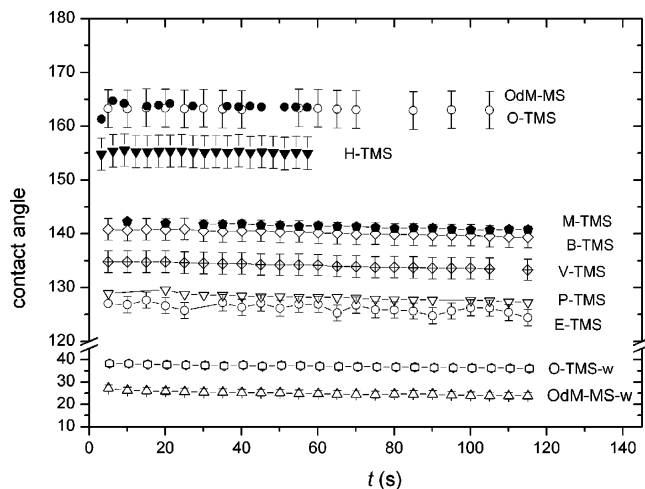 180
170
160
150
140
130
120
40
30
20
10
contact angle
OdM-MS
O-TMS
H-TMS
M-TMS
B-TMS
V-TMS
P-TMS
E-TMS
O-TMS-w
OdM-MS-w
0 20 40 60 80 100 120 140
t (s)